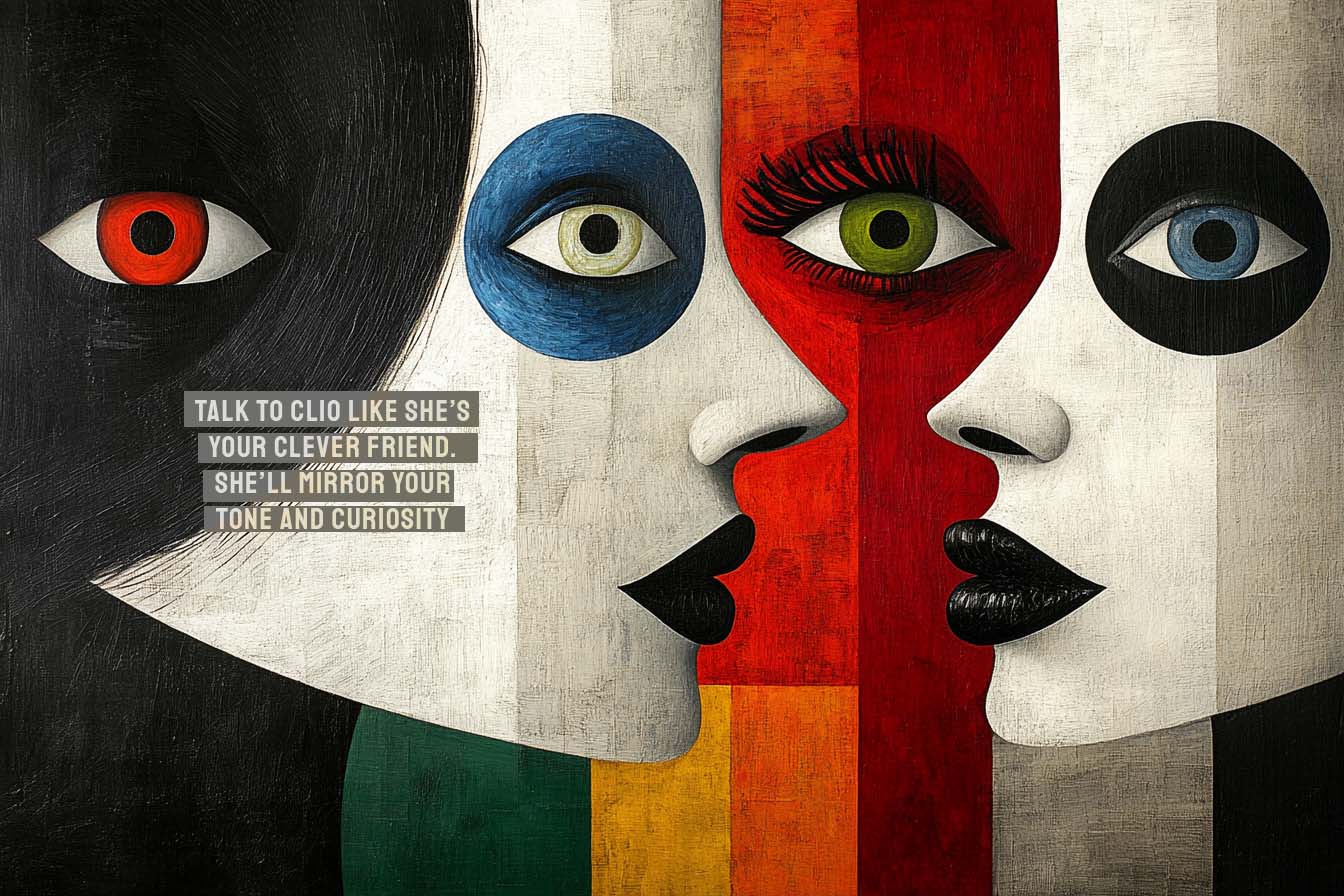 TALK TO CLIO LIKE SHE'S
YOUR CLEVER FRIEND.
SHE'LL MIRROR YOUR
TONE AND CURIOSITY